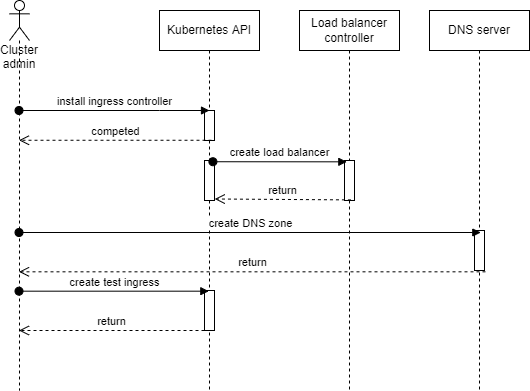 Cluster
admin
Kubernetes API
Load balancer
controller
DNS server
install ingress controller
competed
create load balancer
return
create DNS zone
return
create test ingress
return